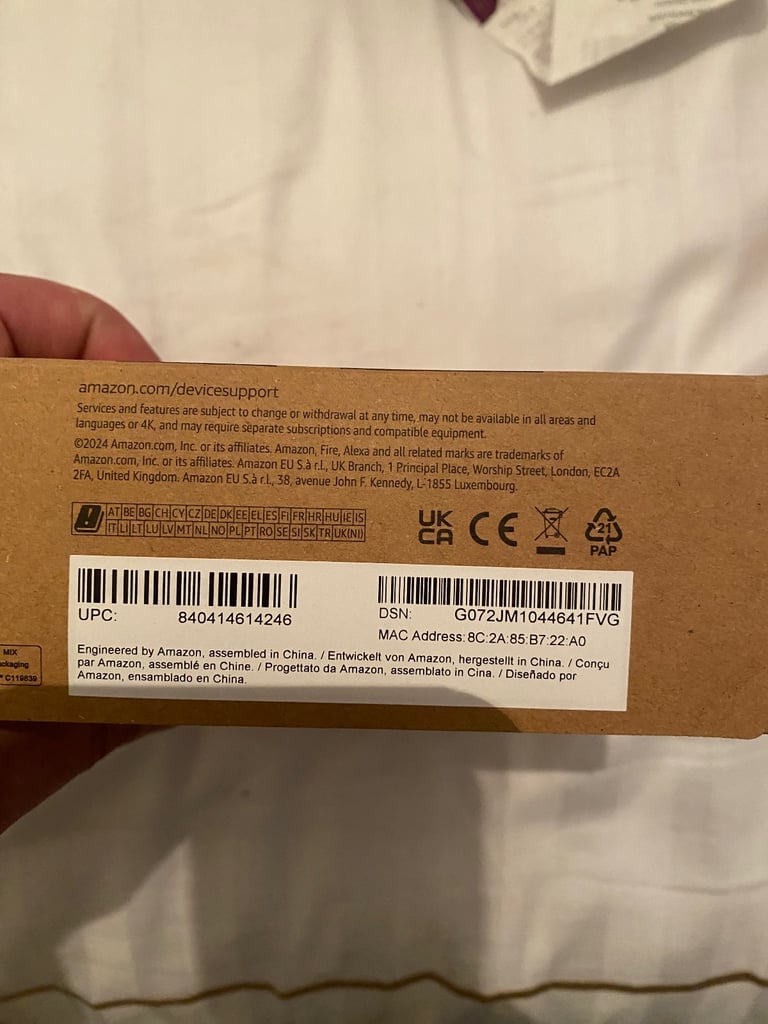 amazon.com/devicesupport
Services and features are subject to change or withdrawal at any time, may not be available in all areas and
languages or 4K, and may require separate subscriptions and compatible equipment.
©2024 Amazon.com, Inc. or its affiliates. Amazon, Fire, Alexa and all related marks are trademarks of
Amazon.com, Inc. or its affiliates. Amazon EU S.à r.l., UK Branch, 1 Principal Place, Worship Street, London, EC2A
2FA, United Kingdom. Amazon EU S.à r.l., 38, avenue John F. Kennedy, L-1855 Luxembourg.
AT BE BG CH CY CZ DE DK EE EL ES FI FR HR HU IE IS
IT LI LT LU LV MT NL NO PL PT RO SE SI SK TR UK(NI)
UK
CA
CE
21
PAP
UPC: 840414614246
DSN: G072JM1044641FVG
MAC Address: 8C:2A:85:B7:22:A0
Engineered by Amazon, assembled in China. / Entwickelt von Amazon, hergestellt in China. / Conçu
par Amazon, assemblé en Chine. / Progettato da Amazon, assemblato in Cina. / Diseñado por
Amazon, ensamblado en China.
MIX
ckaging
C119639